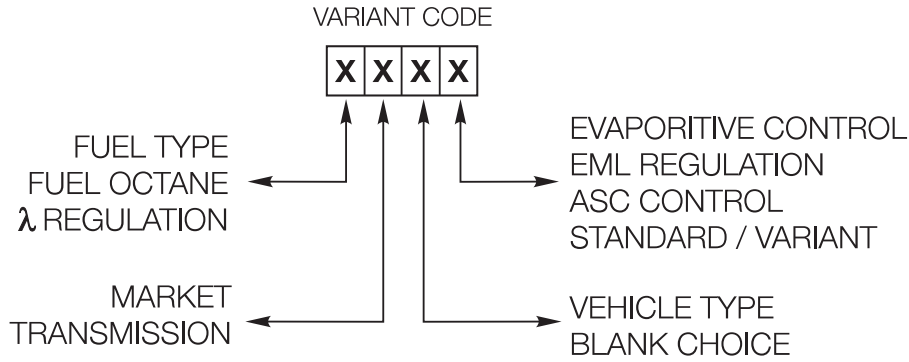 VARIANT CODE
X X X X
FUEL TYPE
FUEL OCTANE
λ REGULATION
EVAPORITIVE CONTROL
EML REGULATION
ASC CONTROL
STANDARD / VARIANT
MARKET
TRANSMISSION
VEHICLE TYPE
BLANK CHOICE